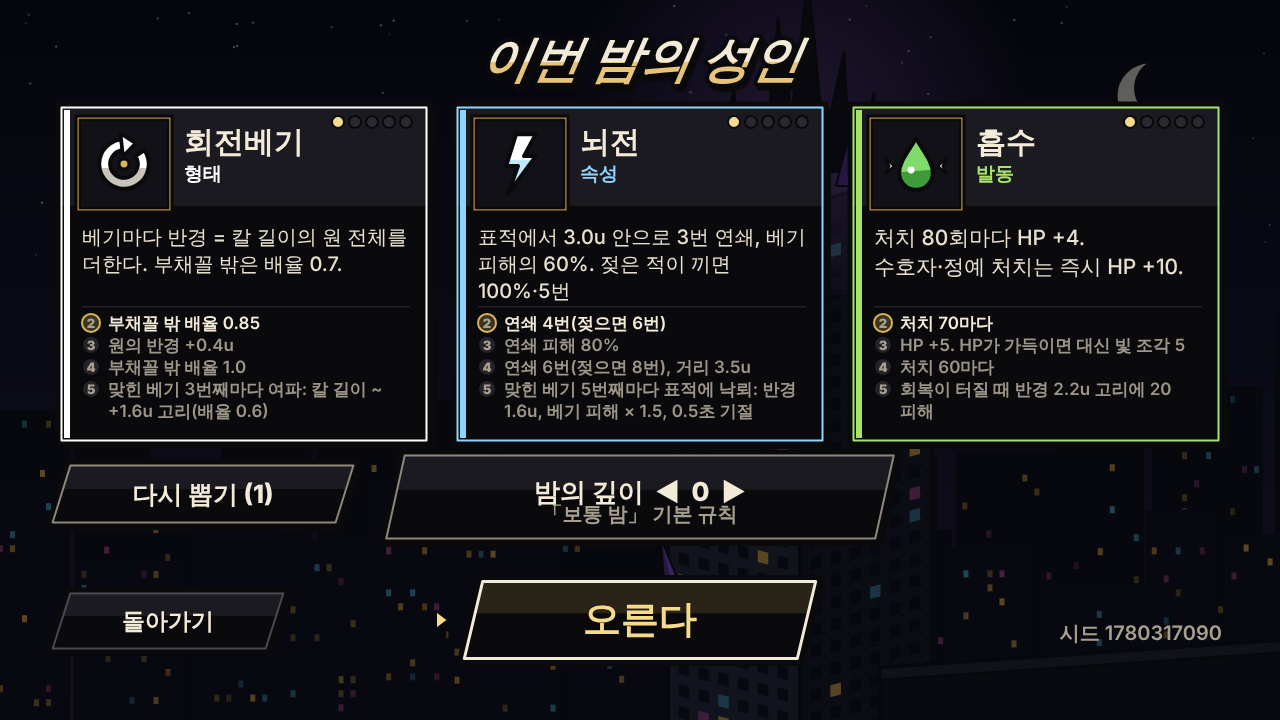 이번 밤의 성인
회전베기
형태
베기마다 반경 = 칼 길이의 원 전체를
더한다. 부채꼴 밖은 배율 0.7.
2 부채꼴 밖 배율 0.85
3 원의 반경 +0.4u
4 부채꼴 밖 배율 1.0
5 맞힌 베기 3번째마다 여파: 칼 길이 ~
+1.6u 고리(배율 0.6)
뇌전
속성
표적에서 3.0u 안으로 3번 연쇄, 베기
피해의 60%. 젖은 적이 끼면
100%·5번
2 연쇄 4번(젖으면 6번)
3 연쇄 피해 80%
4 연쇄 6번(젖으면 8번), 거리 3.5u
5 맞힌 베기 5번째마다 표적에 낙뢰: 반경
1.6u, 베기 피해 × 1.5, 0.5초 기절
흡수
발동
처치 80회마다 HP +4.
수호자·정예 처치는 즉시 HP +10.
2 처치 70마다
3 HP +5. HP가 가득이면 대신 빛 조각 5
4 처치 60마다
5 회복이 터질 때 반경 2.2u 고리에 20
피해
다시 뽑기 (1)
밤의 깊이 ◀ 0 ▶
「보통 밤」 기본 규칙
돌아가기
오른다
시드 1780317090